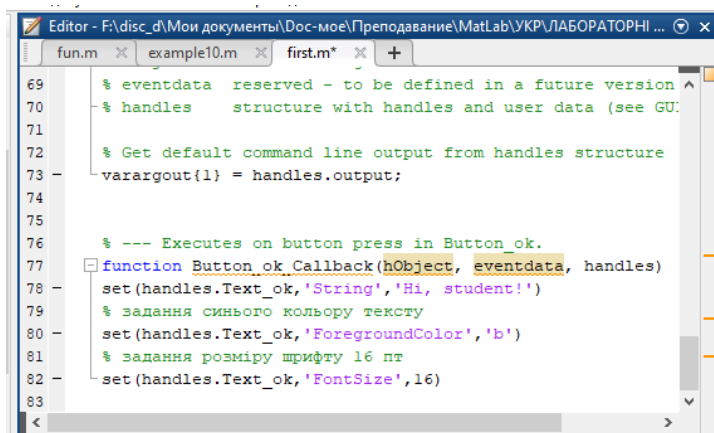 Editor - F:\disc_d\Мои документы\Doc-мое\Преподавание\MatLab\УКР\ЛАБОРАТОРНІ ...
fun.m × example10.m × first.m* × +
69 % eventdata reserved - to be defined in a future version
70 % handles structure with handles and user data (see GUI
71
72 % Get default command line output from handles structure
73 - varargout{1} = handles.output;
74
75
76 % --- Executes on button press in Button_ok.
77 function Button_ok_Callback(hObject, eventdata, handles)
78 - set(handles.Text_ok,'String','Hi, student!')
79 % задання синього кольору тексту
80 - set(handles.Text_ok,'ForegroundColor','b')
81 % задання розміру шрифту 16 пт
82 - set(handles.Text_ok,'FontSize',16)
83